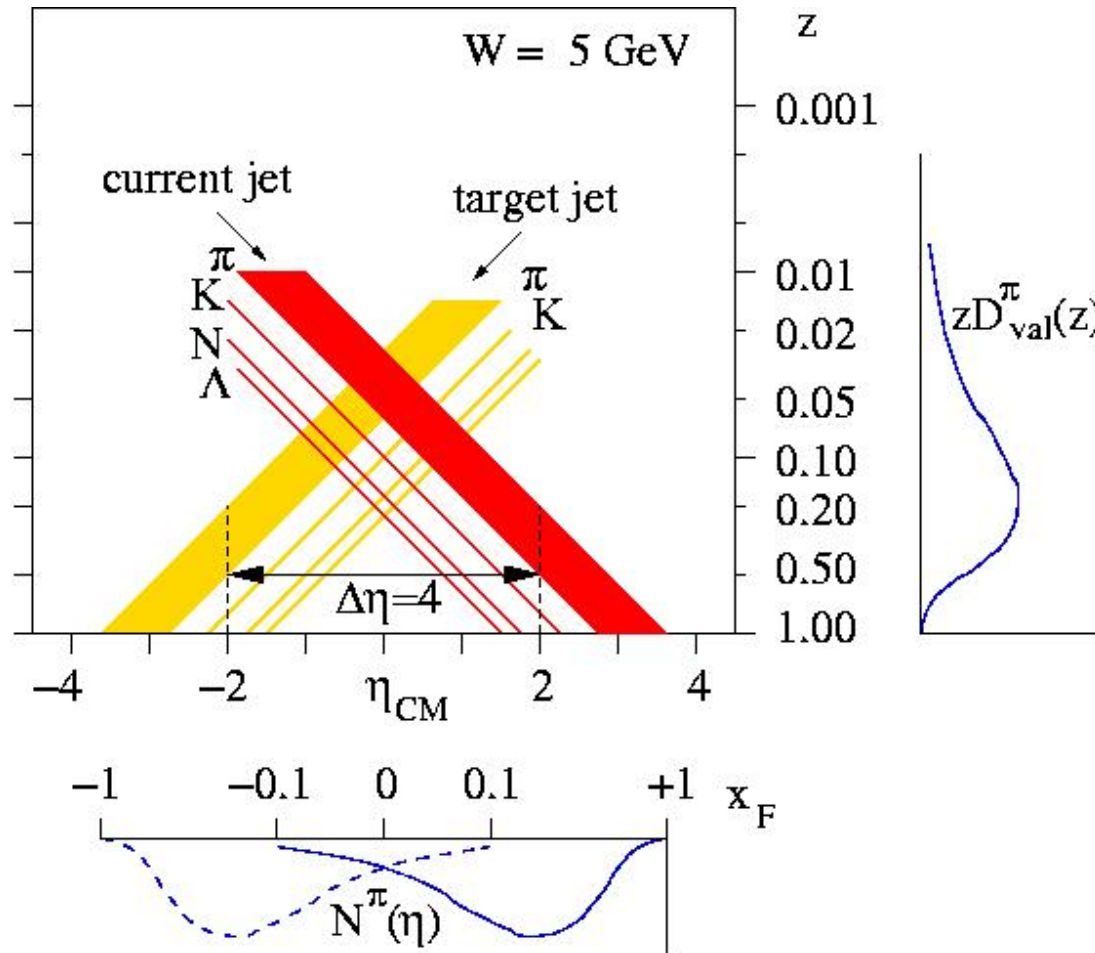 W = 5 GeV
z
0.001
current jet
target jet
π
π
0.01
K
K
0.02
zD^π_val(z)
N
Λ
0.05
0.10
0.20
0.50
Δη=4
1.00
−4 −2 η_CM 2 4
−1 −0.1 0 0.1 +1 x_F
N^π(η)